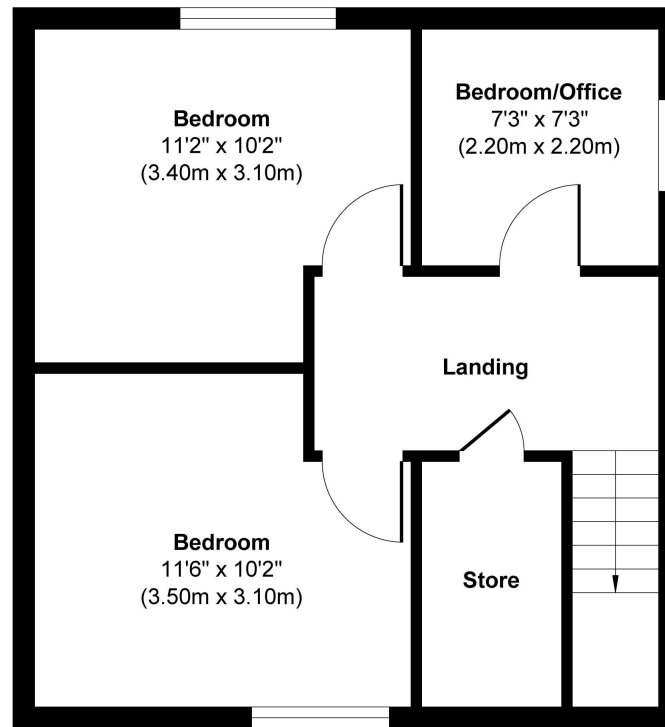 Bedroom
11'2" x 10'2"
(3.40m x 3.10m)
Bedroom/Office
7'3" x 7'3"
(2.20m x 2.20m)
Landing
Bedroom
11'6" x 10'2"
(3.50m x 3.10m)
Store